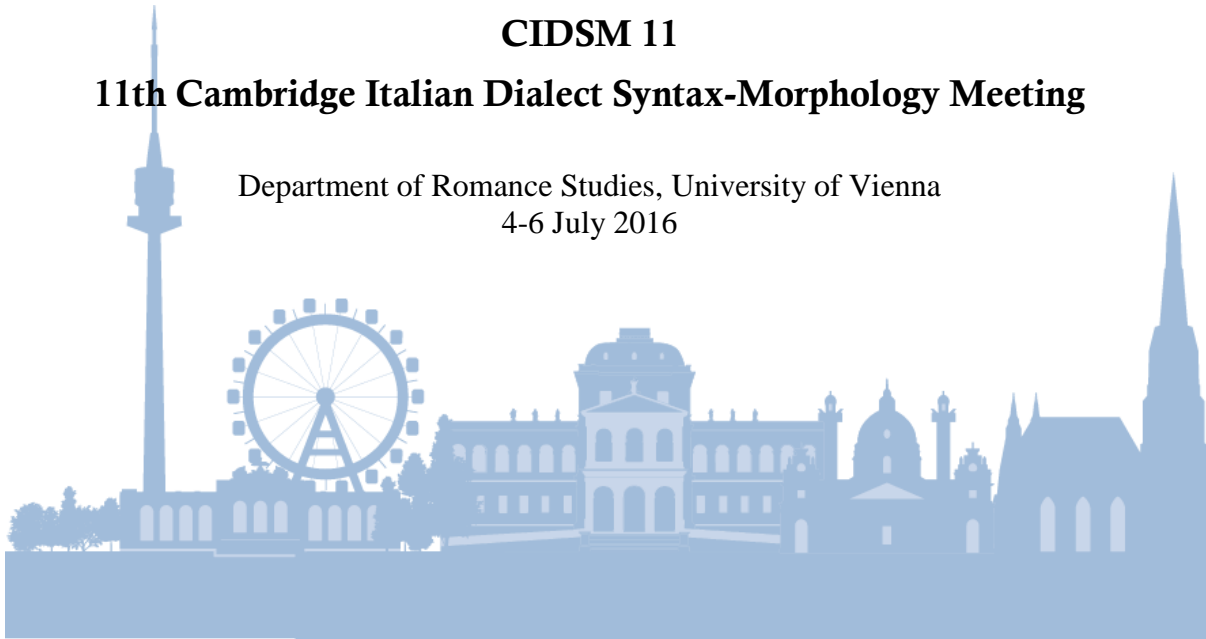 CIDSM 11
11th Cambridge Italian Dialect Syntax-Morphology Meeting
Department of Romance Studies, University of Vienna
4-6 July 2016